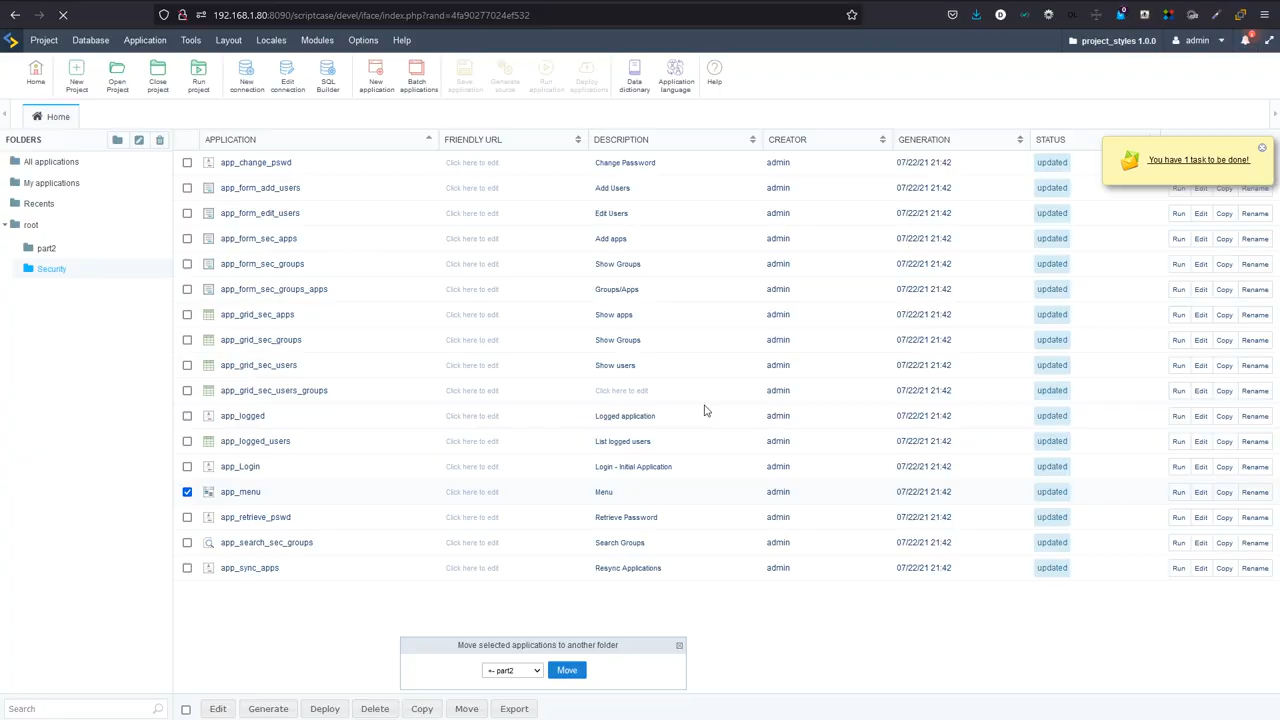 192.168.1.80:8090/scriptcase/devel/iface/index.php?rand=4fa90277024ef532
Project Database Application Tools Layout Locales Modules Options Help project_styles 1.0.0 admin
Home New Project Open Project Close project Run project New connection Edit connection SQL Builder New application Batch applications Save application Generate source Run application Deploy applications Data dictionary Application language Help
Home
FOLDERS
All applications
My applications
Recents
root
part2
Security
APPLICATION FRIENDLY URL DESCRIPTION CREATOR GENERATION STATUS
You have 1 task to be done!
app_change_pswd Click here to edit Change Password admin 07/22/21 21:42 updated
app_form_add_users Click here to edit Add Users admin 07/22/21 21:42 updated Run Edit Copy Rename
app_form_edit_users Click here to edit Edit Users admin 07/22/21 21:42 updated Run Edit Copy Rename
app_form_sec_apps Click here to edit Add apps admin 07/22/21 21:42 updated Run Edit Copy Rename
app_form_sec_groups Click here to edit Show Groups admin 07/22/21 21:42 updated Run Edit Copy Rename
app_form_sec_groups_apps Click here to edit Groups/Apps admin 07/22/21 21:42 updated Run Edit Copy Rename
app_grid_sec_apps Click here to edit Show apps admin 07/22/21 21:42 updated Run Edit Copy Rename
app_grid_sec_groups Click here to edit Show Groups admin 07/22/21 21:42 updated Run Edit Copy Rename
app_grid_sec_users Click here to edit Show users admin 07/22/21 21:42 updated Run Edit Copy Rename
app_grid_sec_users_groups Click here to edit Click here to edit admin 07/22/21 21:42 updated Run Edit Copy Rename
app_logged Click here to edit Logged application admin 07/22/21 21:42 updated Run Edit Copy Rename
app_logged_users Click here to edit List logged users admin 07/22/21 21:42 updated Run Edit Copy Rename
app_Login Click here to edit Login - Initial Application admin 07/22/21 21:42 updated Run Edit Copy Rename
app_menu Click here to edit Menu admin 07/22/21 21:42 updated Run Edit Copy Rename
app_retrieve_pswd Click here to edit Retrieve Password admin 07/22/21 21:42 updated Run Edit Copy Rename
app_search_sec_groups Click here to edit Search Groups admin 07/22/21 21:42 updated Run Edit Copy Rename
app_sync_apps Click here to edit Resync Applications admin 07/22/21 21:42 updated Run Edit Copy Rename
Move selected applications to another folder
+- part2 Move
Search Edit Generate Deploy Delete Copy Move Export